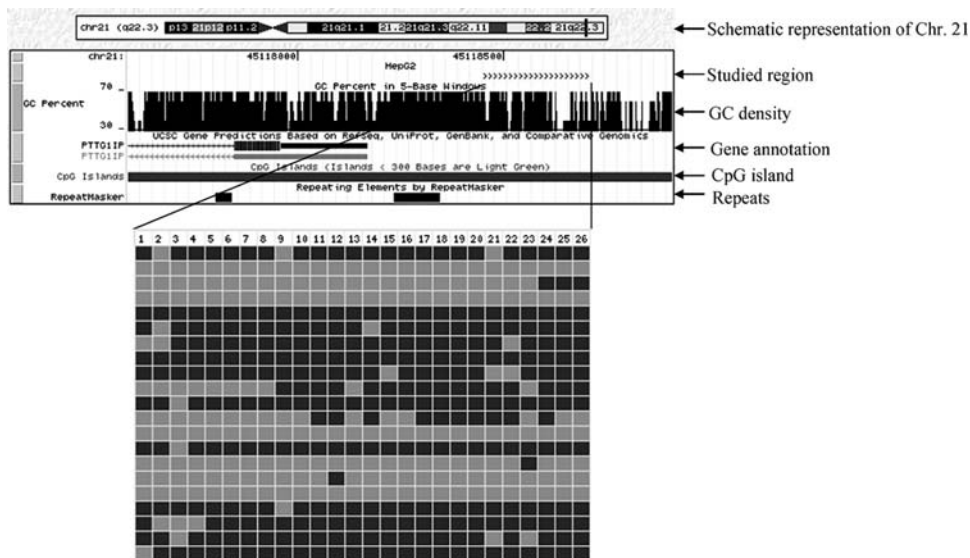 chr21 (q22.3) p13 21p12 p11.2 21q21.1 21.2 21q21.3 q22.11 22.2 21q22.3
Schematic representation of Chr. 21
chr21: 45118000 45118500
HepG2
Studied region
GC Percent in 5-Base Windows
70
GC Percent
GC density
30
UCSC Gene Predictions Based on RefSeq, UniProt, GenBank, and Comparative Genomics
PTTG1IP
Gene annotation
PTTG1IP
CpG Islands (Islands < 300 Bases are Light Green)
CpG Islands
CpG island
Repeating Elements by RepeatMasker
RepeatMasker
Repeats
1 2 3 4 5 6 7 8 9 10 11 12 13 14 15 16 17 18 19 20 21 22 23 24 25 26